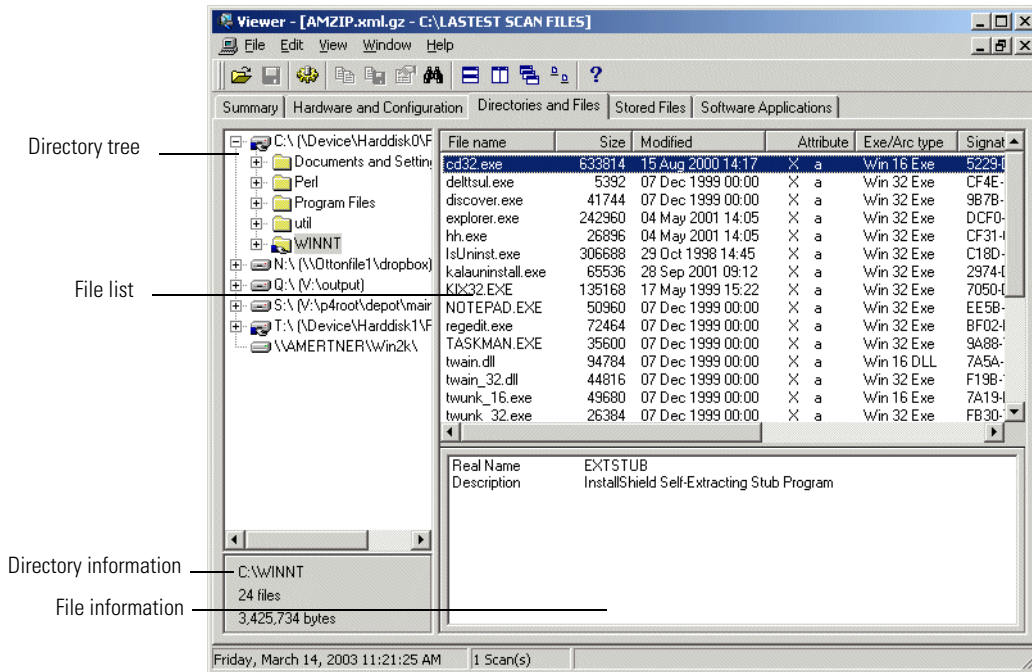 Viewer - [AMZIP.xml.gz - C:\LASTEST SCAN FILES]
File Edit View Window Help
Summary Hardware and Configuration Directories and Files Stored Files Software Applications
Directory tree
C:\ (\Device\Harddisk0\P
Documents and Settin
Perl
Program Files
util
WINNT
N:\ (\\Ottonfile1\dropbox)
Q:\ (V:\output)
S:\ (V:\p4root\depot\main
T:\ (\Device\Harddisk1\P
\\AMERTNER\Win2k\
File list
File name Size Modified Attribute Exe/Arc type Signat
cd32.exe 633814 15 Aug 2000 14:17 X a Win 16 Exe 5229-
delttsul.exe 5392 07 Dec 1999 00:00 X a Win 32 Exe CF4E-
discover.exe 41744 07 Dec 1999 00:00 X a Win 32 Exe 9B7B-
explorer.exe 242960 04 May 2001 14:05 X a Win 32 Exe DCF0-
hh.exe 26896 04 May 2001 14:05 X a Win 32 Exe CF31-
IsUninst.exe 306688 29 Oct 1998 14:45 X a Win 32 Exe C18D-
kalauninstall.exe 65536 28 Sep 2001 09:12 X a Win 32 Exe 2974-
KIX32.EXE 135168 17 May 1999 15:22 X a Win 32 Exe 7050-
NOTEPAD.EXE 50960 07 Dec 1999 00:00 X a Win 32 Exe EE5B-
regedit.exe 72464 07 Dec 1999 00:00 X a Win 32 Exe BF02-
TASKMAN.EXE 35600 07 Dec 1999 00:00 X a Win 32 Exe 9A88-
twain.dll 94784 07 Dec 1999 00:00 X a Win 16 DLL 7A5A-
twain_32.dll 44816 07 Dec 1999 00:00 X a Win 32 Exe F19B-
twunk_16.exe 49680 07 Dec 1999 00:00 X a Win 16 Exe 7A19-
twunk_32.exe 26384 07 Dec 1999 00:00 X a Win 32 Exe FB30-
Real Name EXTSTUB
Description InstallShield Self-Extracting Stub Program
Directory information
C:\WINNT
24 files
3,425,734 bytes
File information
Friday, March 14, 2003 11:21:25 AM 1 Scan(s)